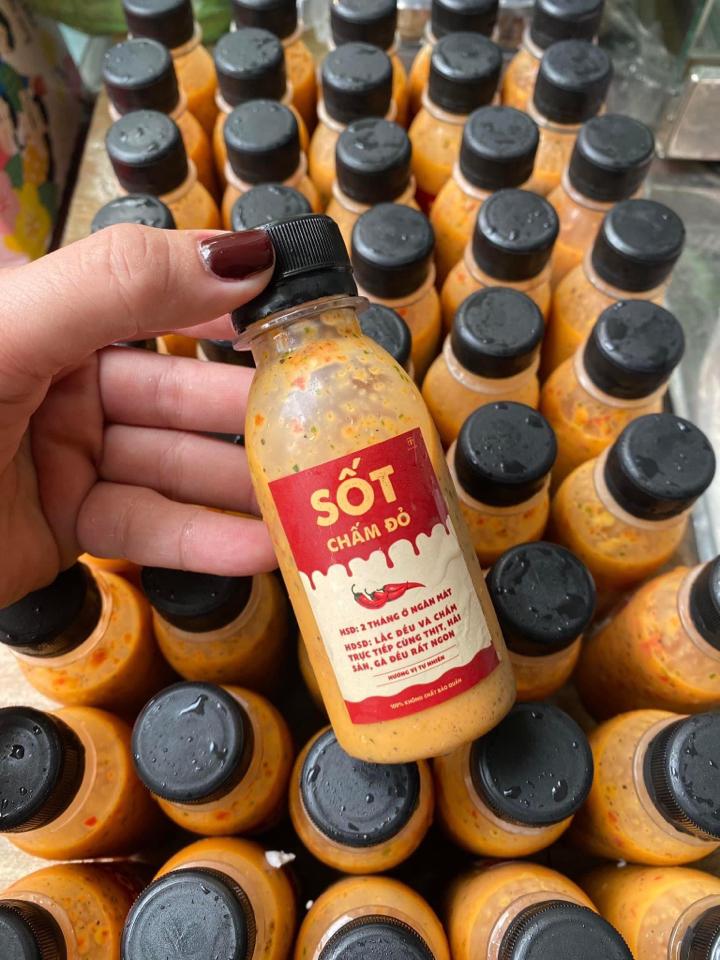 SỐT
CHẤM ĐỎ
HSD: 2 THÁNG Ở NGĂN MÁT
HDSD: LẮC ĐỀU VÀ CHẤM
TRỰC TIẾP CÙNG THỊT, HẢI
SẢN, GÀ ĐỀU RẤT NGON
HƯƠNG VỊ TỰ NHIÊN
100% KHÔNG CHẤT BẢO QUẢN